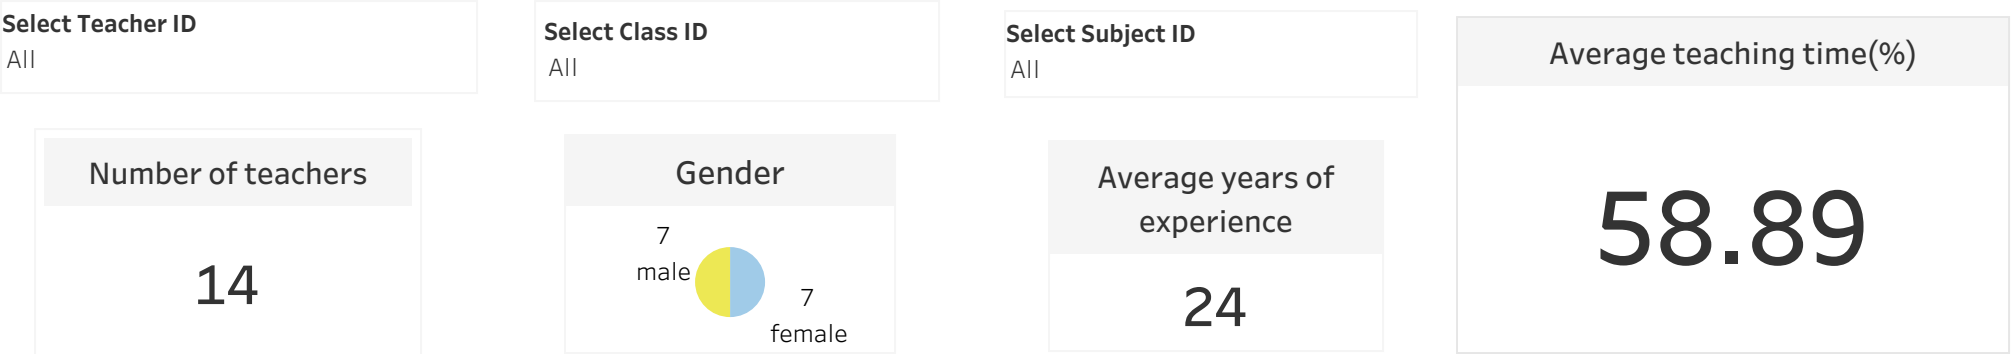 Select Teacher ID
All
Select Class ID
All
Select Subject ID
All
Average teaching time(%)
58.89
Number of teachers
14
Gender
7
male
7
female
Average years of
experience
24